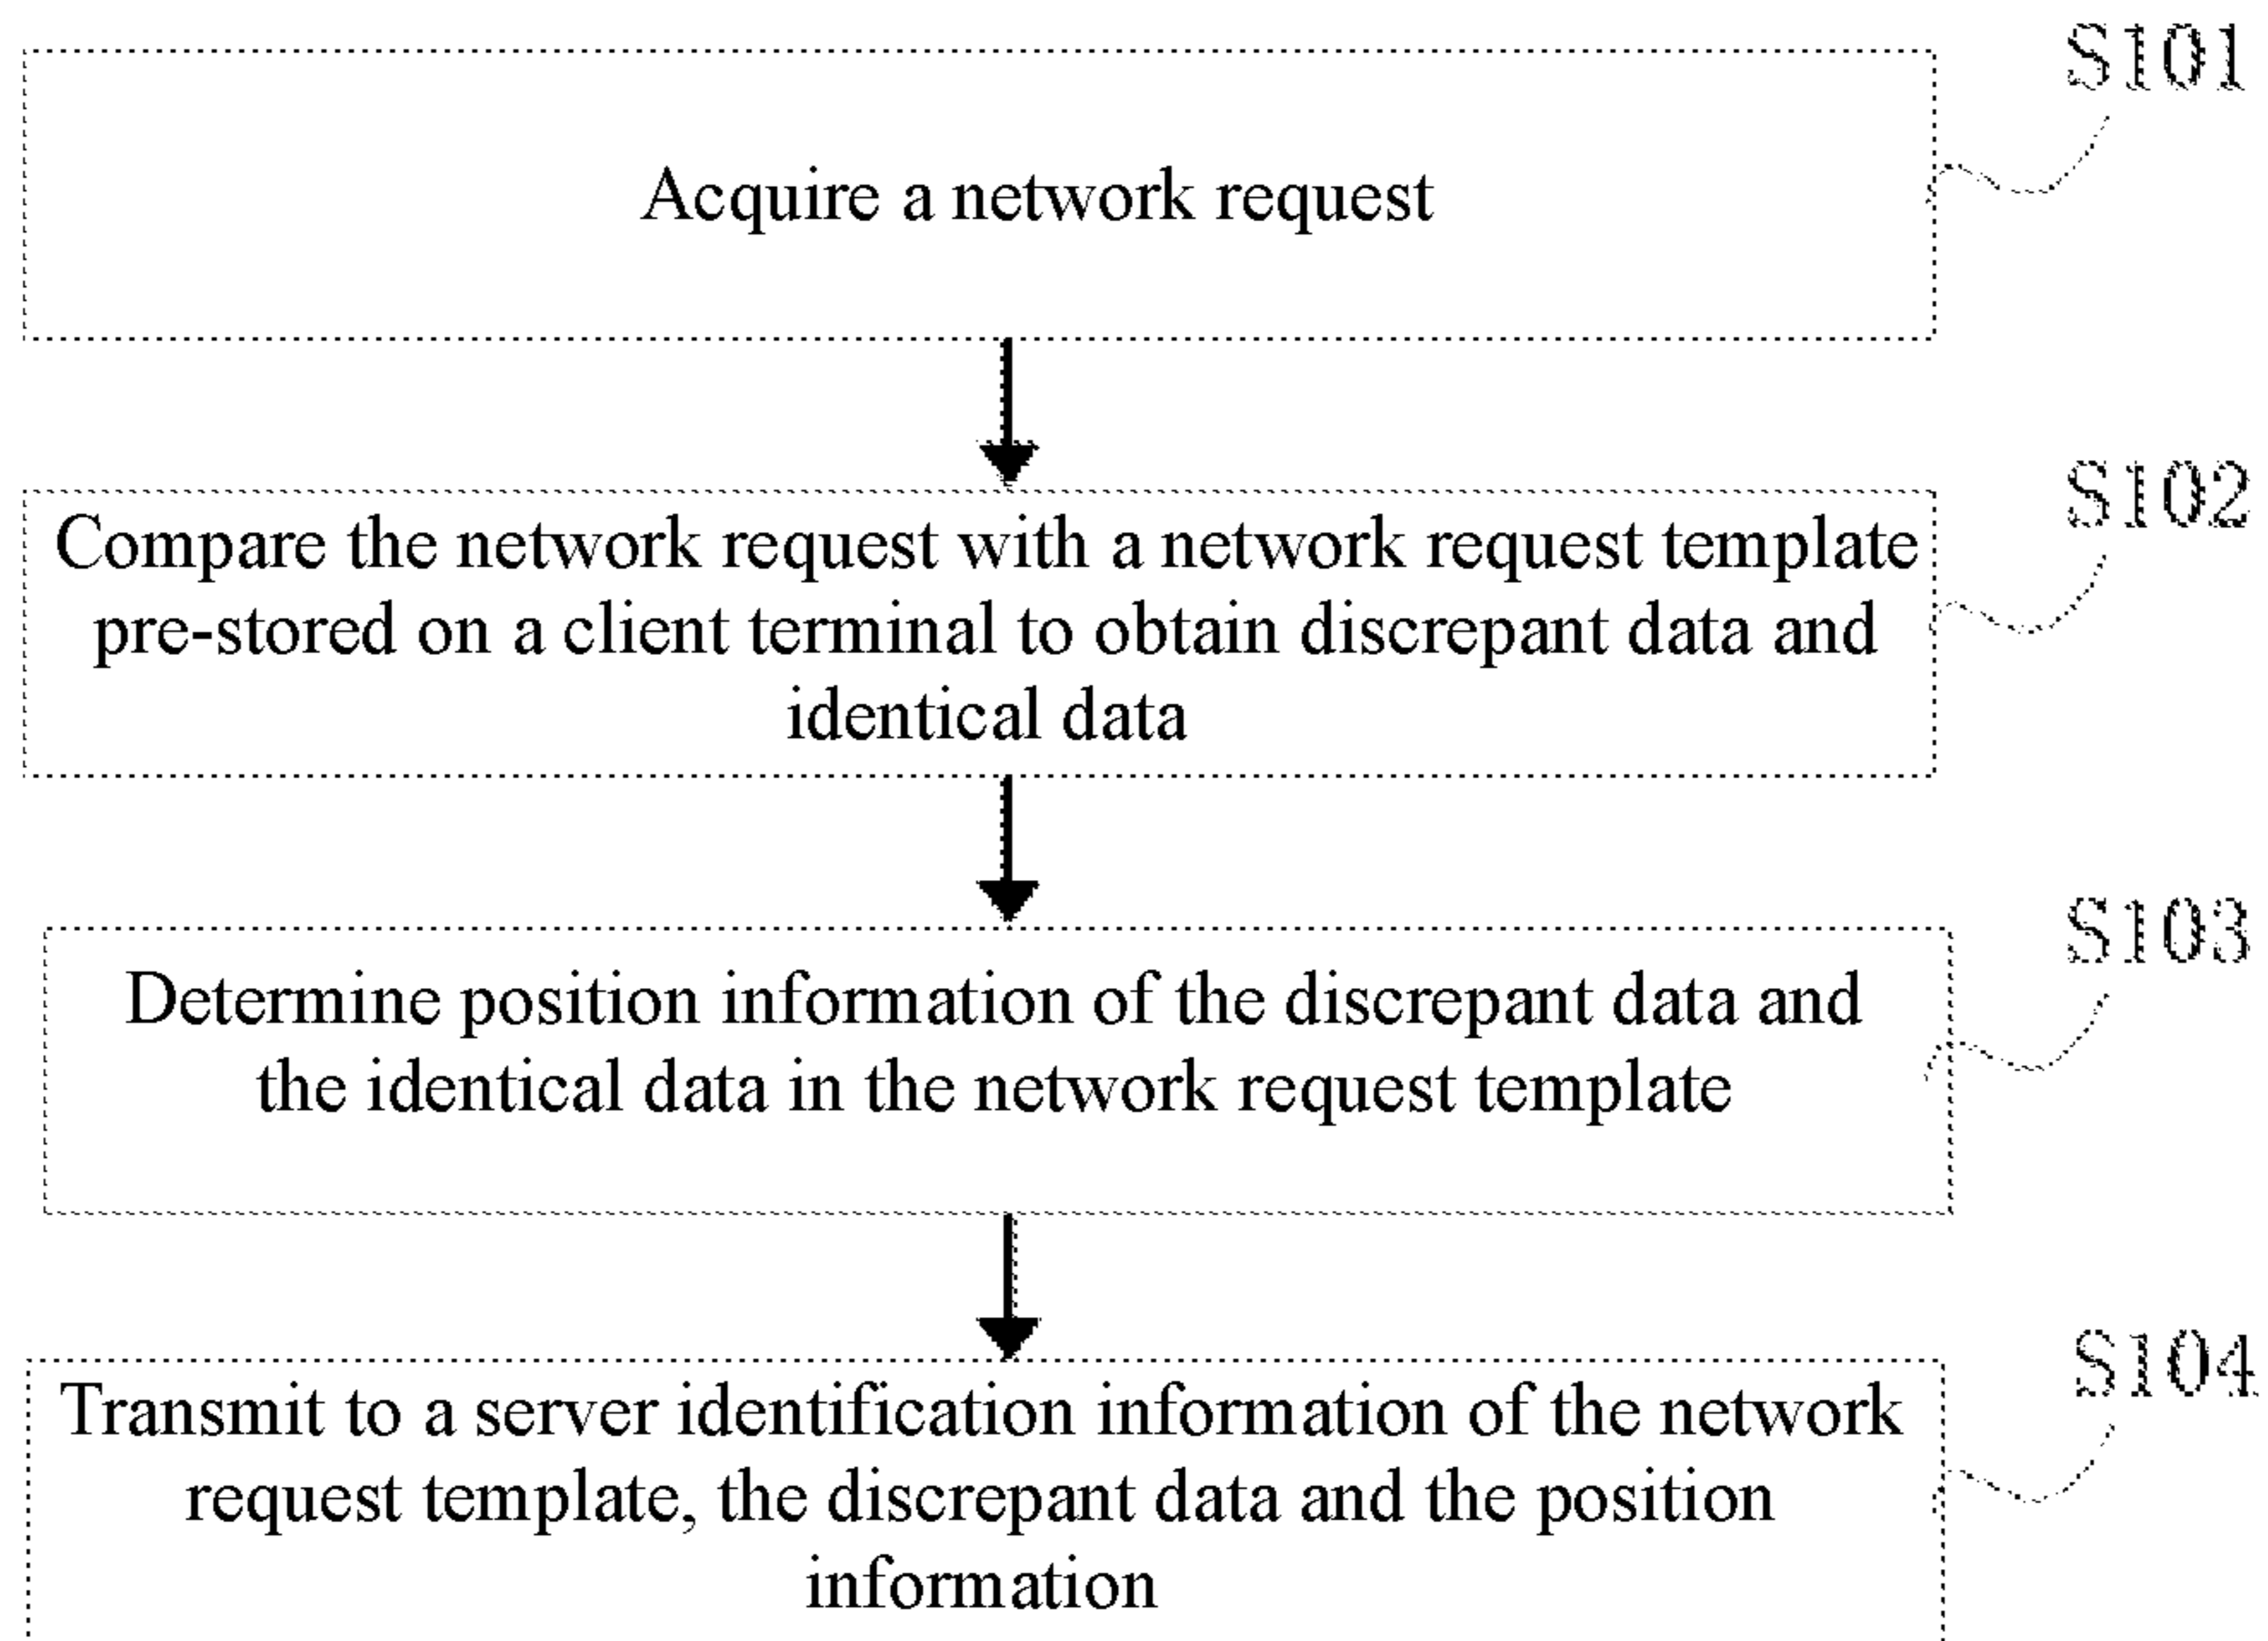 S101
Acquire a network request
S102
Compare the network request with a network request template
pre-stored on a client terminal to obtain discrepant data and
identical data
S103
Determine position information of the discrepant data and
the identical data in the network request template
S104
Transmit to a server identification information of the network
request template, the discrepant data and the position
information